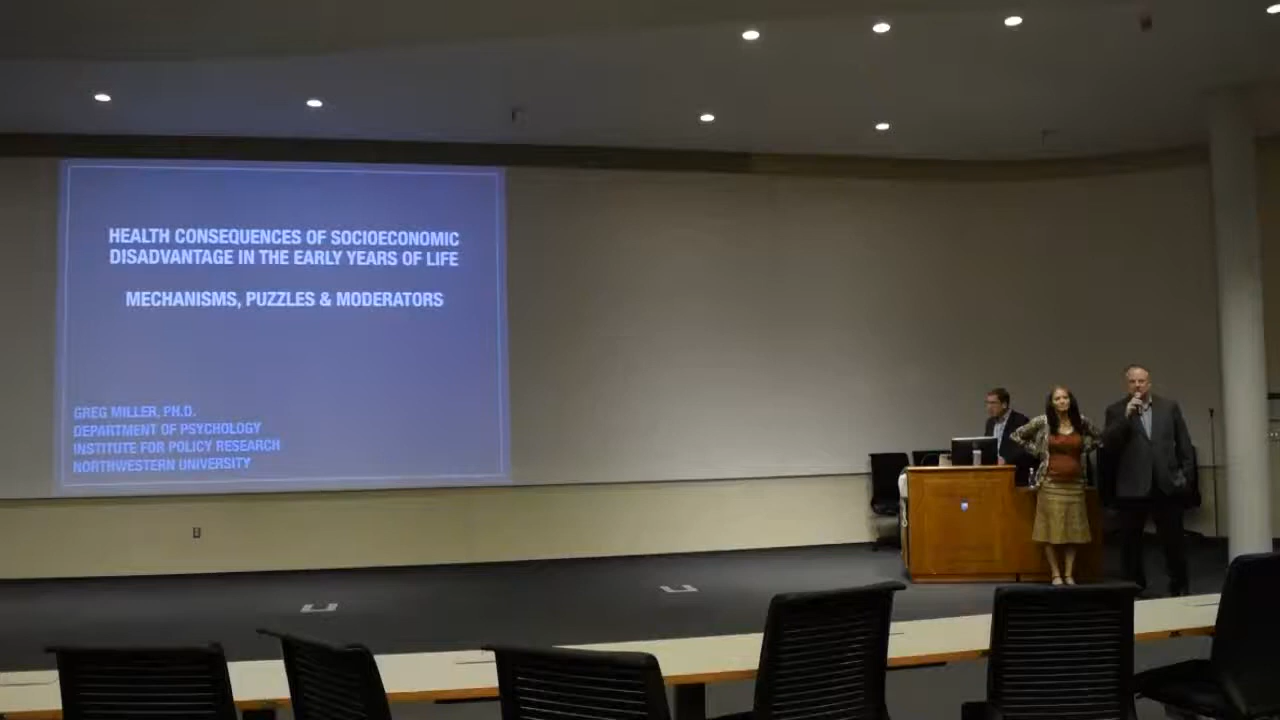 HEALTH CONSEQUENCES OF SOCIOECONOMIC
DISADVANTAGE IN THE EARLY YEARS OF LIFE
MECHANISMS, PUZZLES & MODERATORS
GREG MILLER, PH.D.
DEPARTMENT OF PSYCHOLOGY
INSTITUTE FOR POLICY RESEARCH
NORTHWESTERN UNIVERSITY